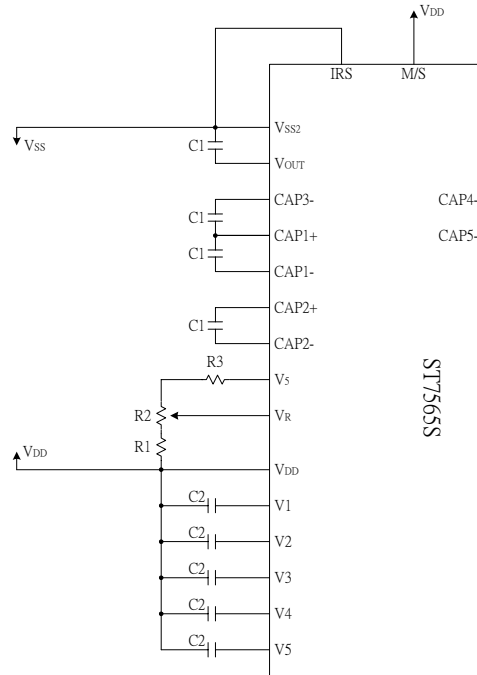 VDD
IRS M/S
VSS
VSS2
C1
VOUT
CAP3- CAP4-
C1
CAP1+ CAP5-
C1
CAP1-
CAP2+
C1
CAP2-
R3
V5
R2
VR
R1
VDD
VDD
C2
V1
C2
V2
C2
V3
C2
V4
C2
V5
ST7565S